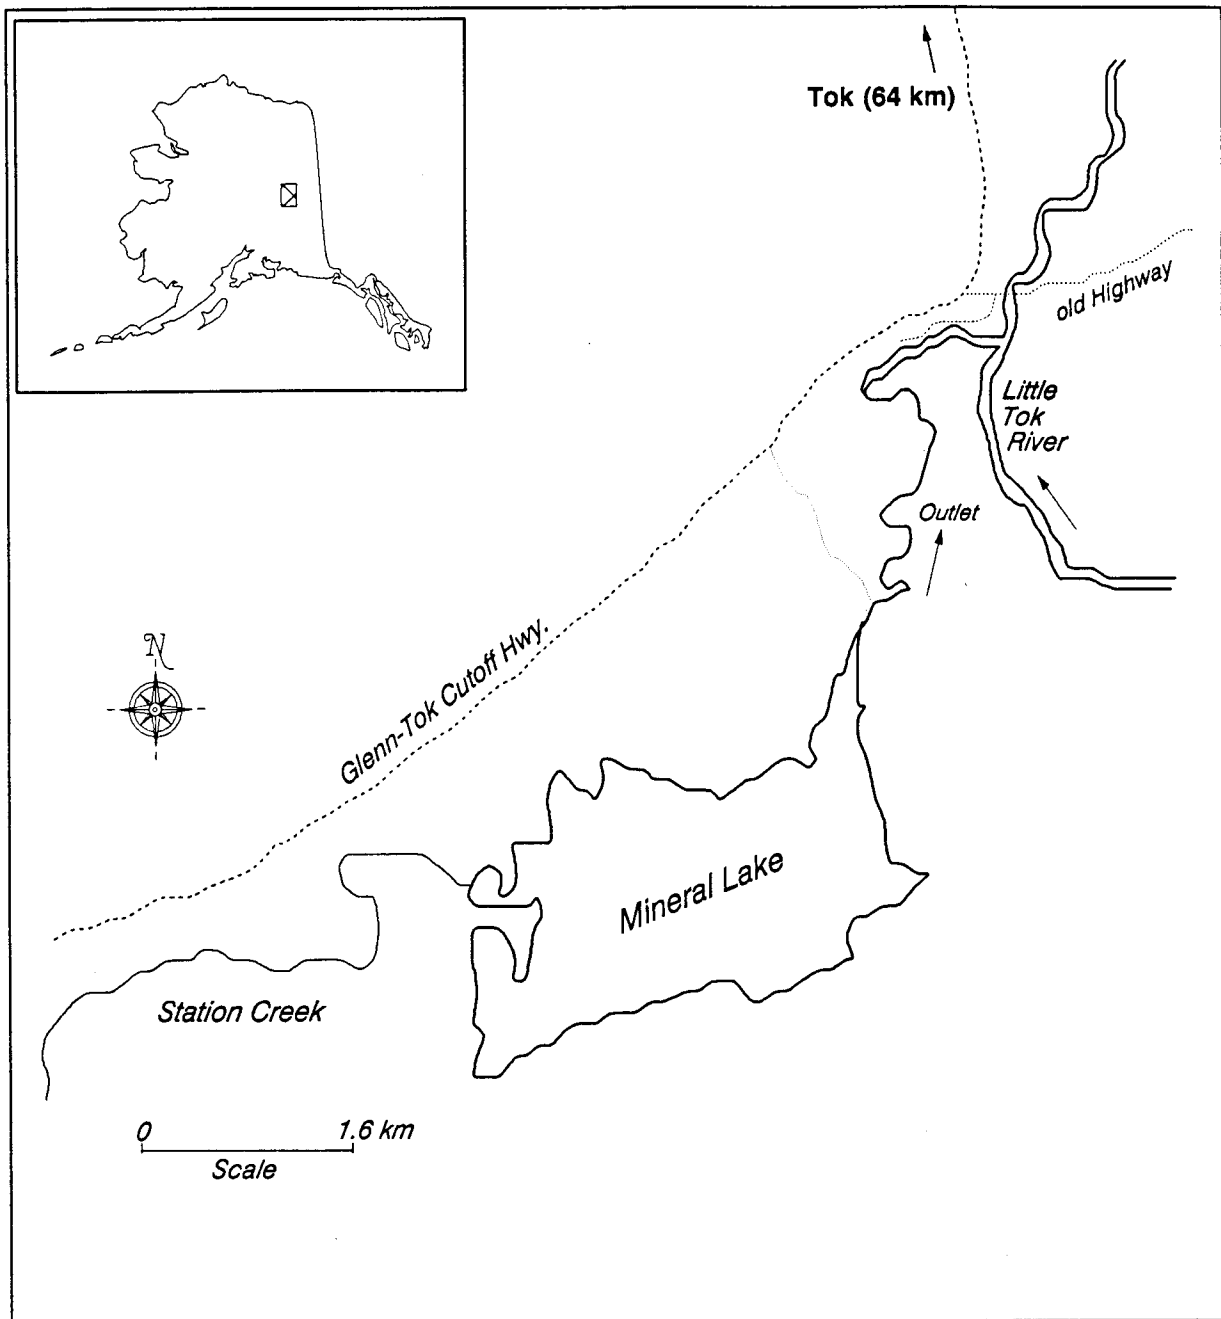 Tok (64 km)
old Highway
Little
Tok
River
Outlet
N
Glenn-Tok Cutoff Hwy.
Mineral Lake
Station Creek
0 1.6 km
Scale